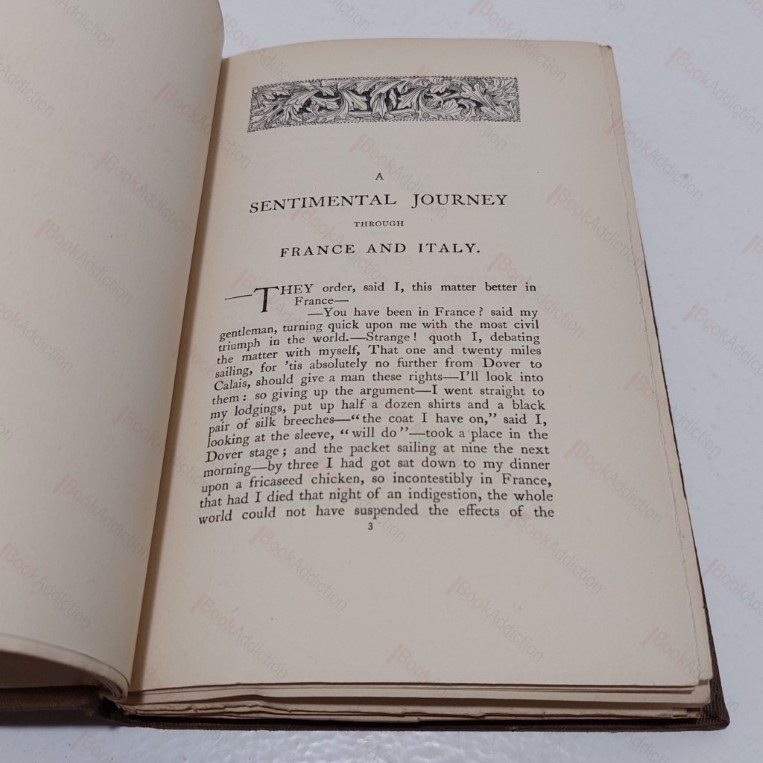 A
SENTIMENTAL JOURNEY
THROUGH
FRANCE AND ITALY.
—THEY order, said I, this matter better in
France—
—You have been in France? said my
gentleman, turning quick upon me with the most civil
triumph in the world.—Strange! quoth I, debating
the matter with myself, That one and twenty miles
sailing, for 'tis absolutely no further from Dover to
Calais, should give a man these rights—I'll look into
them: so giving up the argument—I went straight to
my lodgings, put up half a dozen shirts and a black
pair of silk breeches—"the coat I have on," said I,
looking at the sleeve, "will do"—took a place in the
Dover stage; and the packet sailing at nine the next
morning—by three I had got sat down to my dinner
upon a fricaseed chicken, so incontestibly in France,
that had I died that night of an indigestion, the whole
world could not have suspended the effects of the
3
BookAddiction